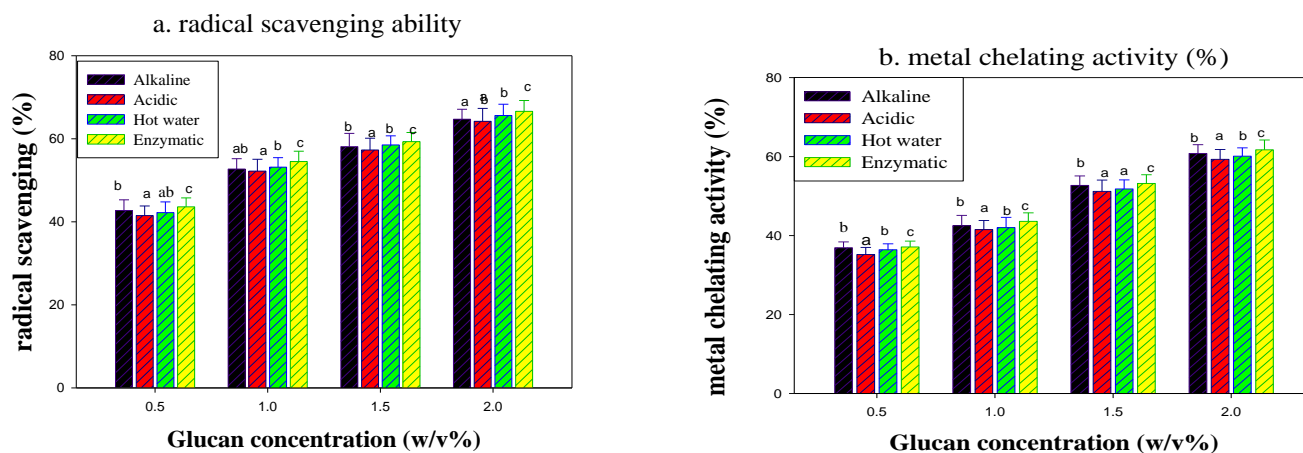 a. radical scavenging ability
radical scavenging (%)
80
60
40
20
0
Alkaline
Acidic
Hot water
Enzymatic
b a ab c
ab a b c
b a b c
a a b b c
0.5 1.0 1.5 2.0
Glucan concentration (w/v%)
b. metal chelating activity (%)
metal chelating activity (%)
80
60
40
20
0
Alkaline
Acidic
Hot water
Enzymatic
b a b c
b a b c
b a a c
b a b c
0.5 1.0 1.5 2.0
Glucan concentration (w/v%)